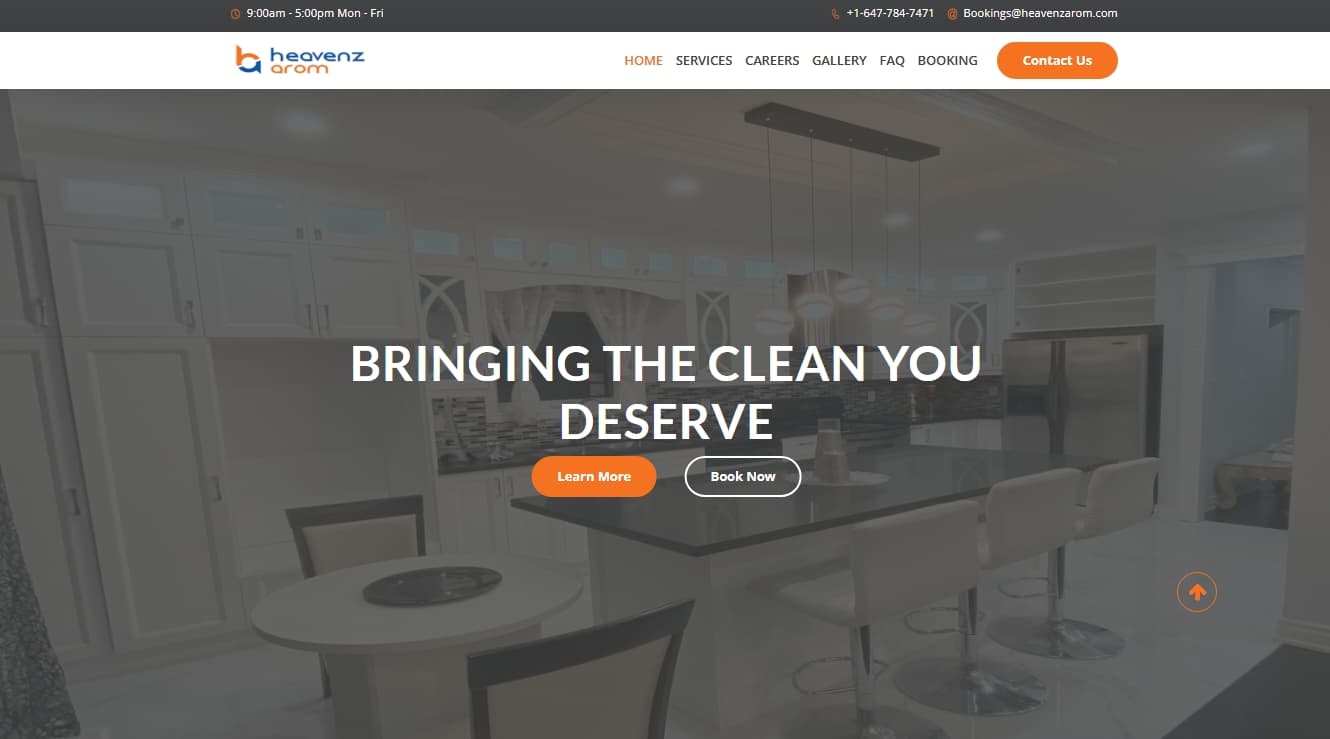 9:00am - 5:00pm Mon - Fri
+1-647-784-7471
Bookings@heavenzarom.com
heavenz
arom
HOME SERVICES CAREERS GALLERY FAQ BOOKING Contact Us
BRINGING THE CLEAN YOU
DESERVE
Learn More Book Now